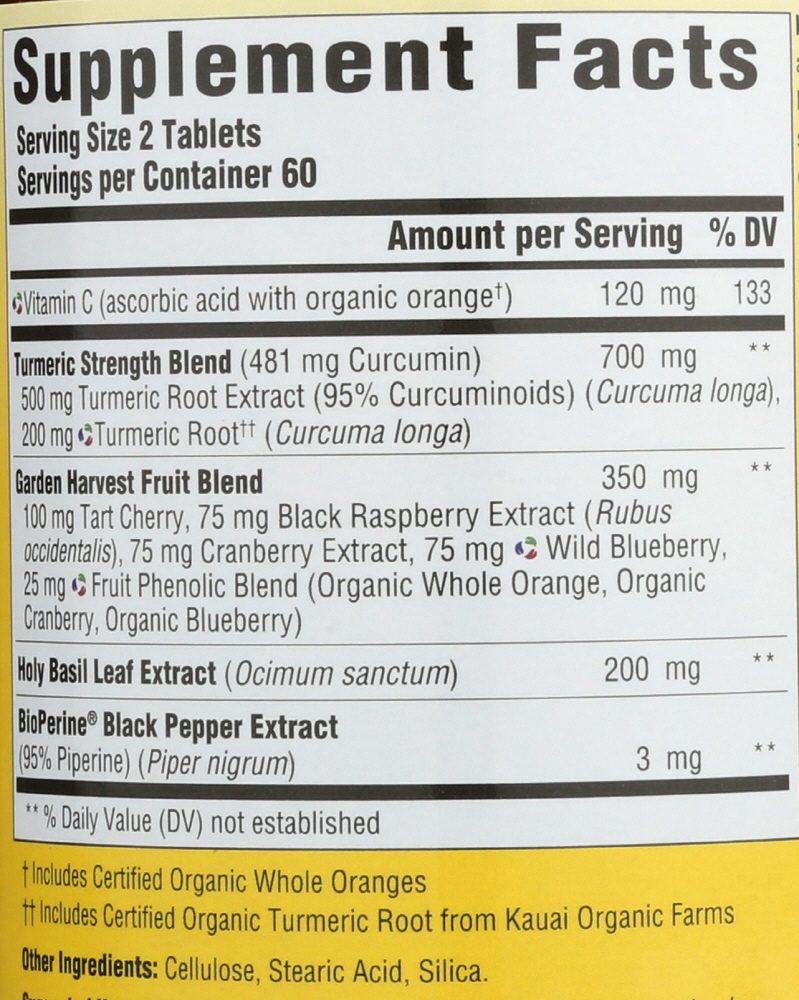 Supplement Facts
Serving Size 2 Tablets
Servings per Container 60
Amount per Serving % DV
Vitamin C (ascorbic acid with organic orange†) 120 mg 133
Turmeric Strength Blend (481 mg Curcumin) 700 mg **
500 mg Turmeric Root Extract (95% Curcuminoids) (Curcuma longa),
200 mg Turmeric Root†† (Curcuma longa)
Garden Harvest Fruit Blend 350 mg **
100 mg Tart Cherry, 75 mg Black Raspberry Extract (Rubus
occidentalis), 75 mg Cranberry Extract, 75 mg Wild Blueberry,
25 mg Fruit Phenolic Blend (Organic Whole Orange, Organic
Cranberry, Organic Blueberry)
Holy Basil Leaf Extract (Ocimum sanctum) 200 mg **
BioPerine® Black Pepper Extract
(95% Piperine) (Piper nigrum) 3 mg **
** % Daily Value (DV) not established
† Includes Certified Organic Whole Oranges
†† Includes Certified Organic Turmeric Root from Kauai Organic Farms
Other Ingredients: Cellulose, Stearic Acid, Silica.